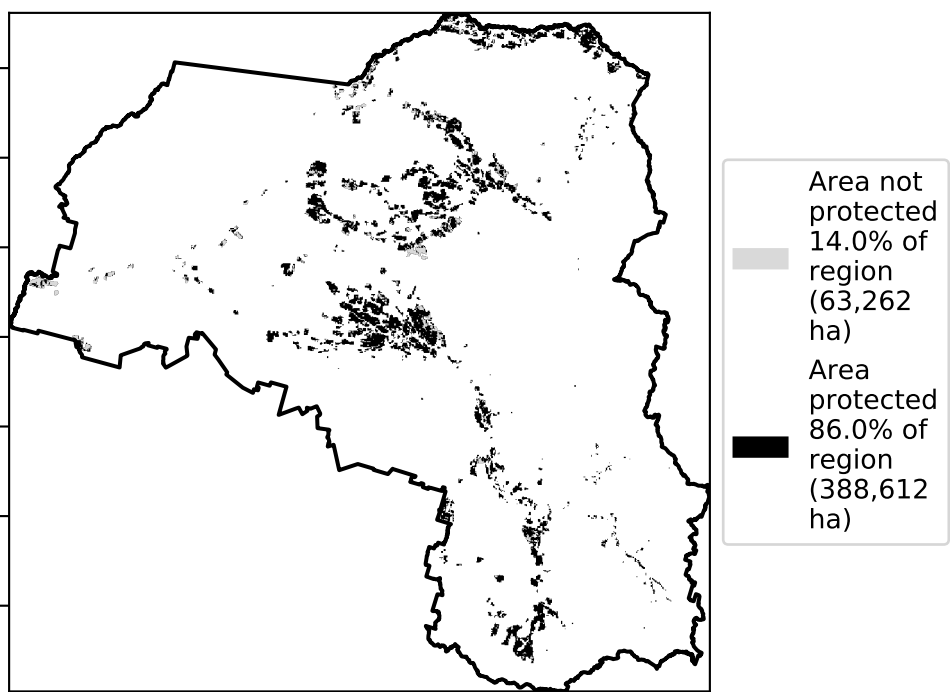 Area not
protected
14.0% of
region
(63,262
ha)
Area
protected
86.0% of
region
(388,612
ha)